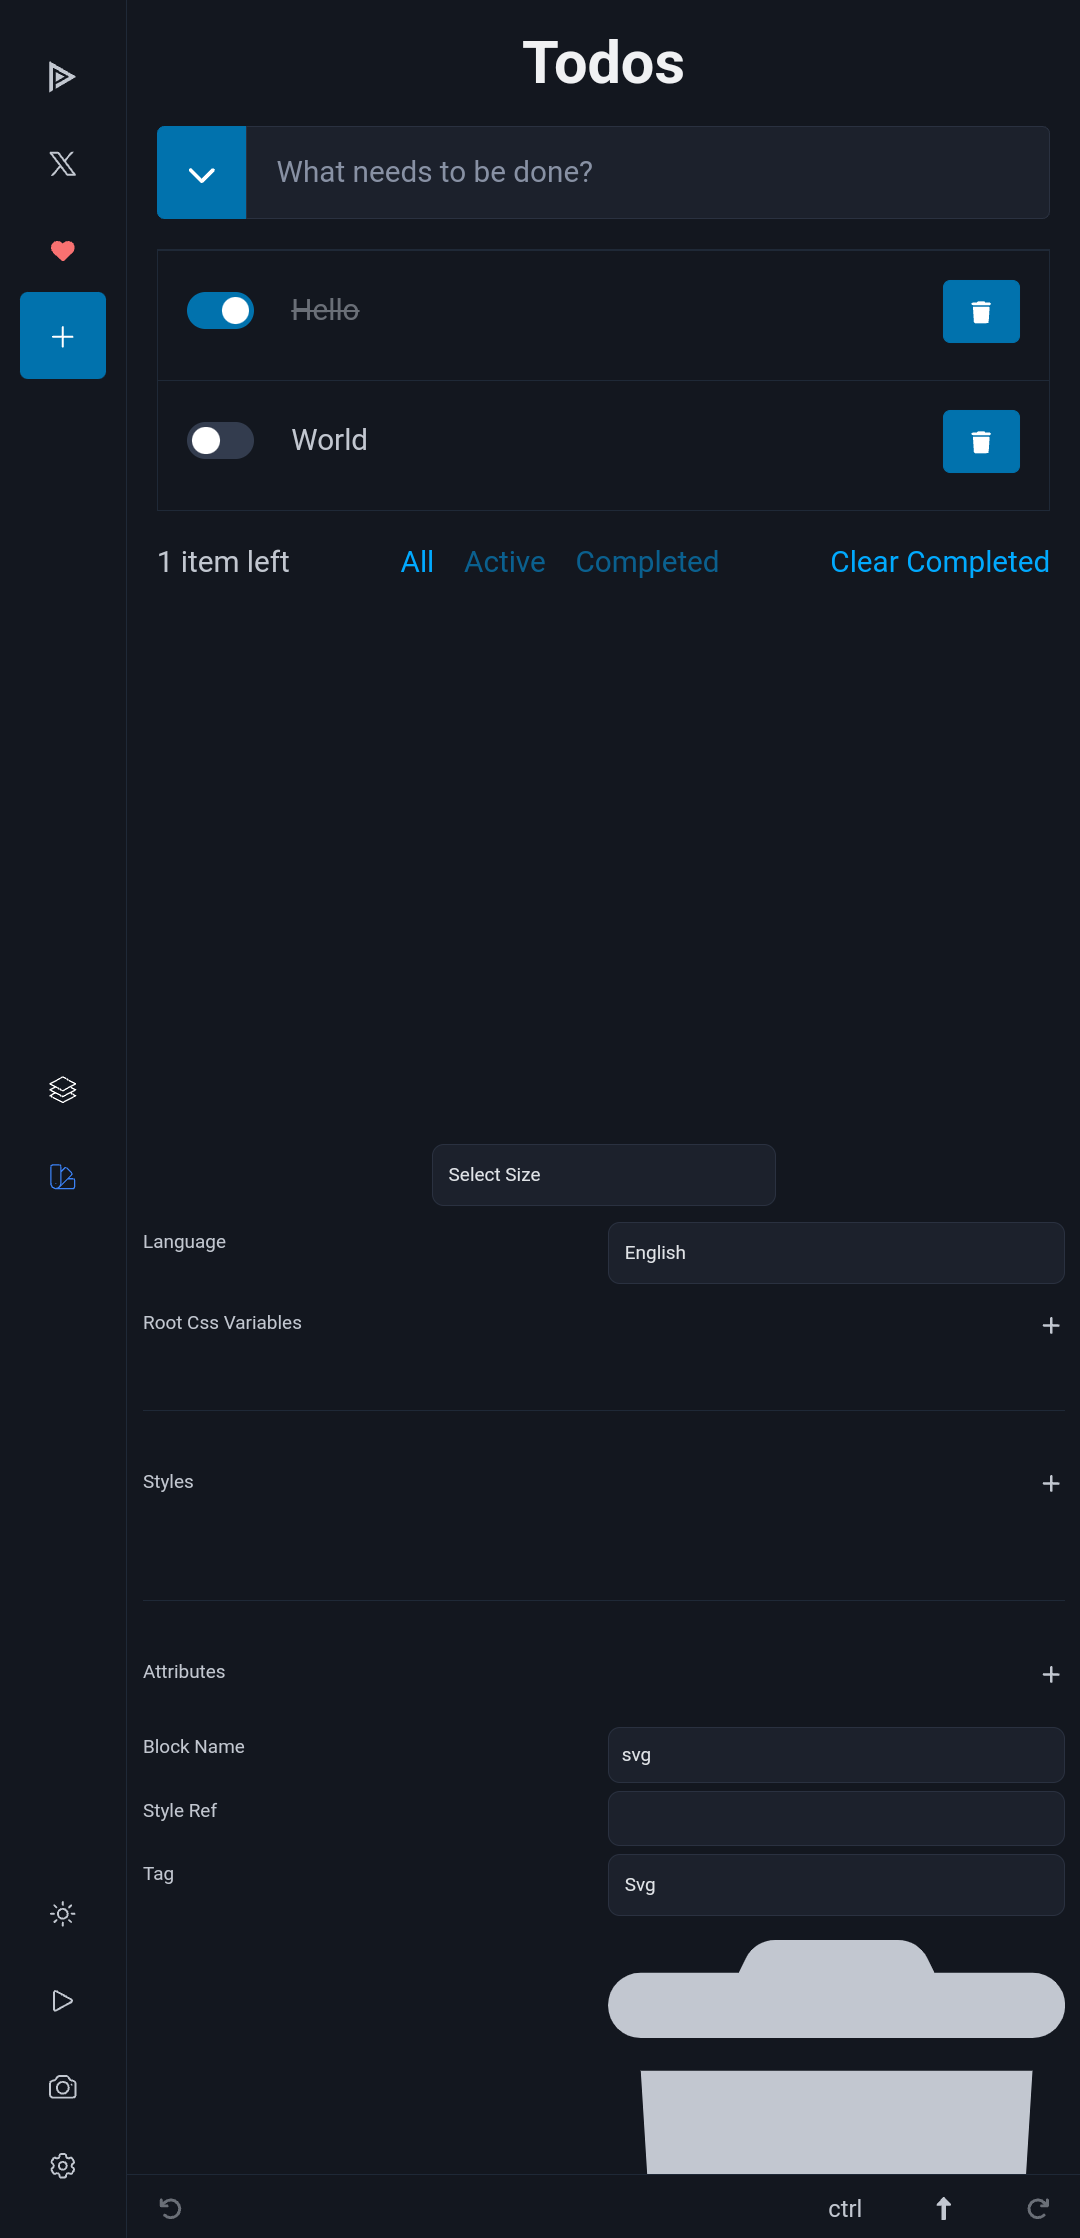 Todos
What needs to be done?
Hello
World
1 item left All Active Completed Clear Completed
Select Size
Language English
Root Css Variables
Styles
Attributes
Block Name svg
Style Ref
Tag Svg
ctrl